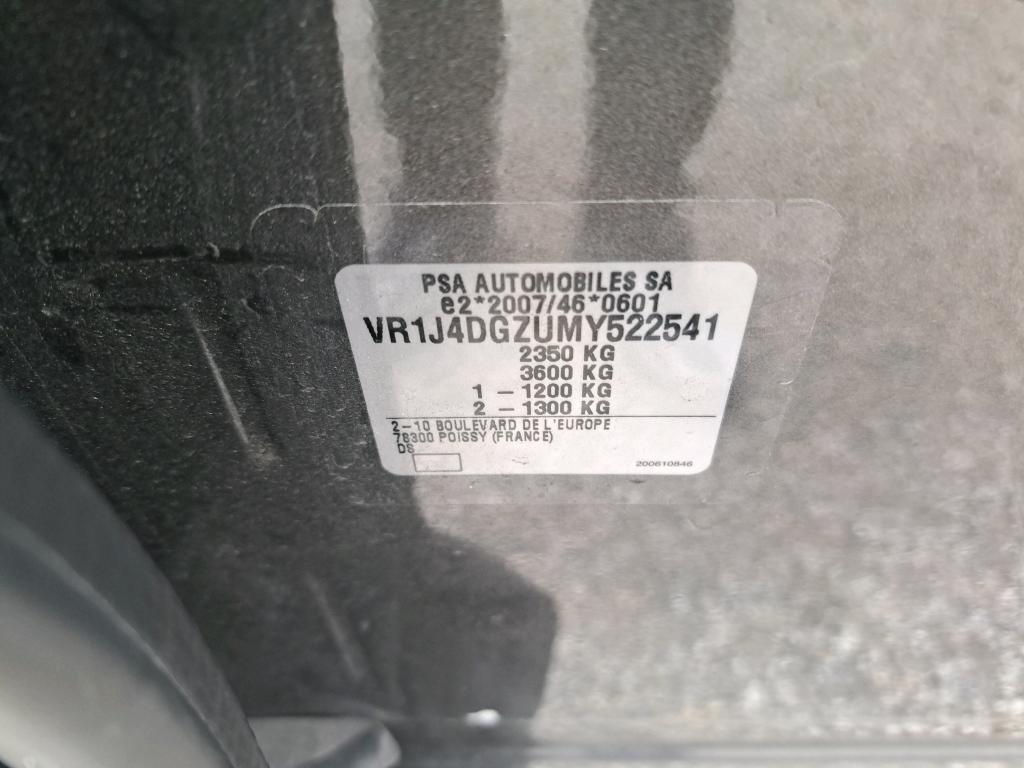 PSA AUTOMOBILES SA
e2*2007/46*0601
VR1J4DGZUMY522541
2350 KG
3600 KG
1 - 1200 KG
2 - 1300 KG
2-10 BOULEVARD DE L'EUROPE
78300 POISSY (FRANCE)
DS
200610846